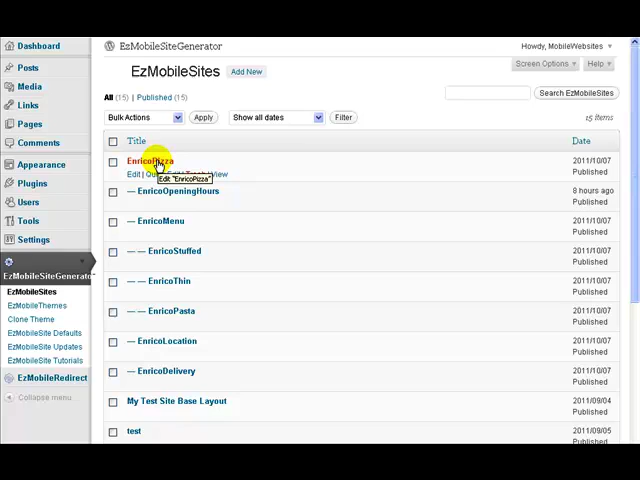 Dashboard
EzMobileSiteGenerator
Howdy, MobileWebsites
Screen Options
Help
EzMobileSites
Add New
All (15) | Published (15)
Search EzMobileSites
Bulk Actions
Apply
Show all dates
Filter
15 items
Title
Date
EnricoPizza
2011/10/07
Published
Edit
View
Edit "EnricoPizza"
— EnricoOpeningHours
8 hours ago
Published
— EnricoMenu
2011/10/07
Published
— — EnricoStuffed
2011/10/07
Published
— — EnricoThin
2011/10/07
Published
— — EnricoPasta
2011/10/07
Published
— EnricoLocation
2011/10/07
Published
— EnricoDelivery
2011/10/07
Published
My Test Site Base Layout
2011/09/04
Published
test
2011/09/05
Published
Posts
Media
Links
Pages
Comments
Appearance
Plugins
Users
Tools
Settings
EzMobileSiteGenerato
EzMobileSites
EzMobileThemes
Clone Theme
EzMobileSite Defaults
EzMobileSite Updates
EzMobileSite Tutorials
EzMobileRedirect
Collapse menu